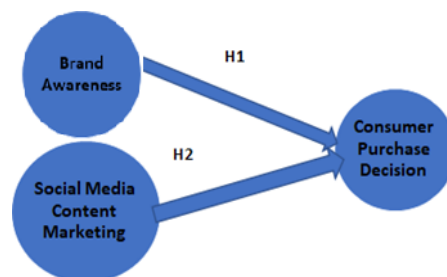 Brand
Awareness
H1
Consumer
Purchase
Decision
H2
Social Media
Content
Marketing